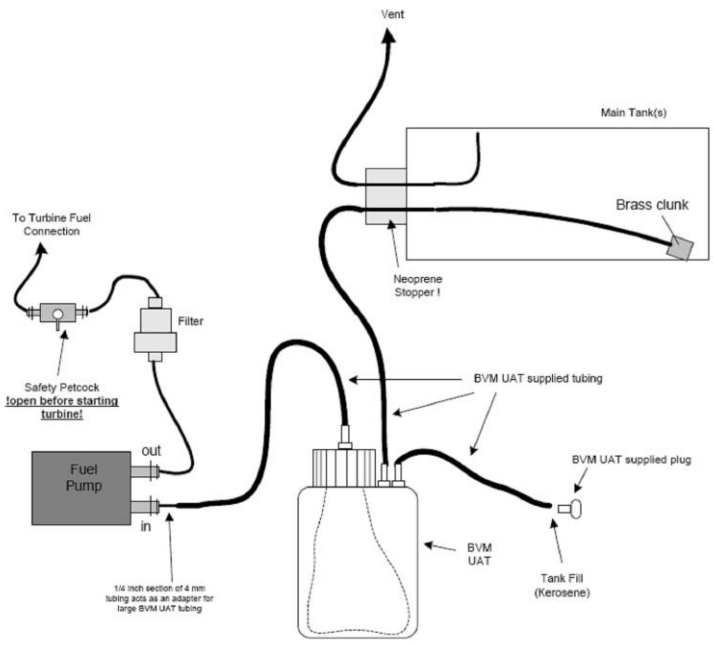 Vent
Main Tank(s)
Brass clunk
To Turbine Fuel
Connection
Neoprene
Stopper !
Filter
Safety Petcock
!open before starting
turbine!
BVM UAT supplied tubing
out
Fuel
Pump
in
BVM UAT supplied plug
BVM
UAT
Tank Fill
(Kerosene)
1/4 inch section of 4 mm
tubing acts as an adapter for
large BVM UAT tubing